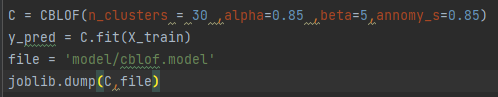 C = CBLOF(n_clusters = 30 ,alpha=0.85 ,beta=5,annomy_s=0.85)
y_pred = C.fit(X_train)
file = 'model/cblof.model'
joblib.dump(C,file)